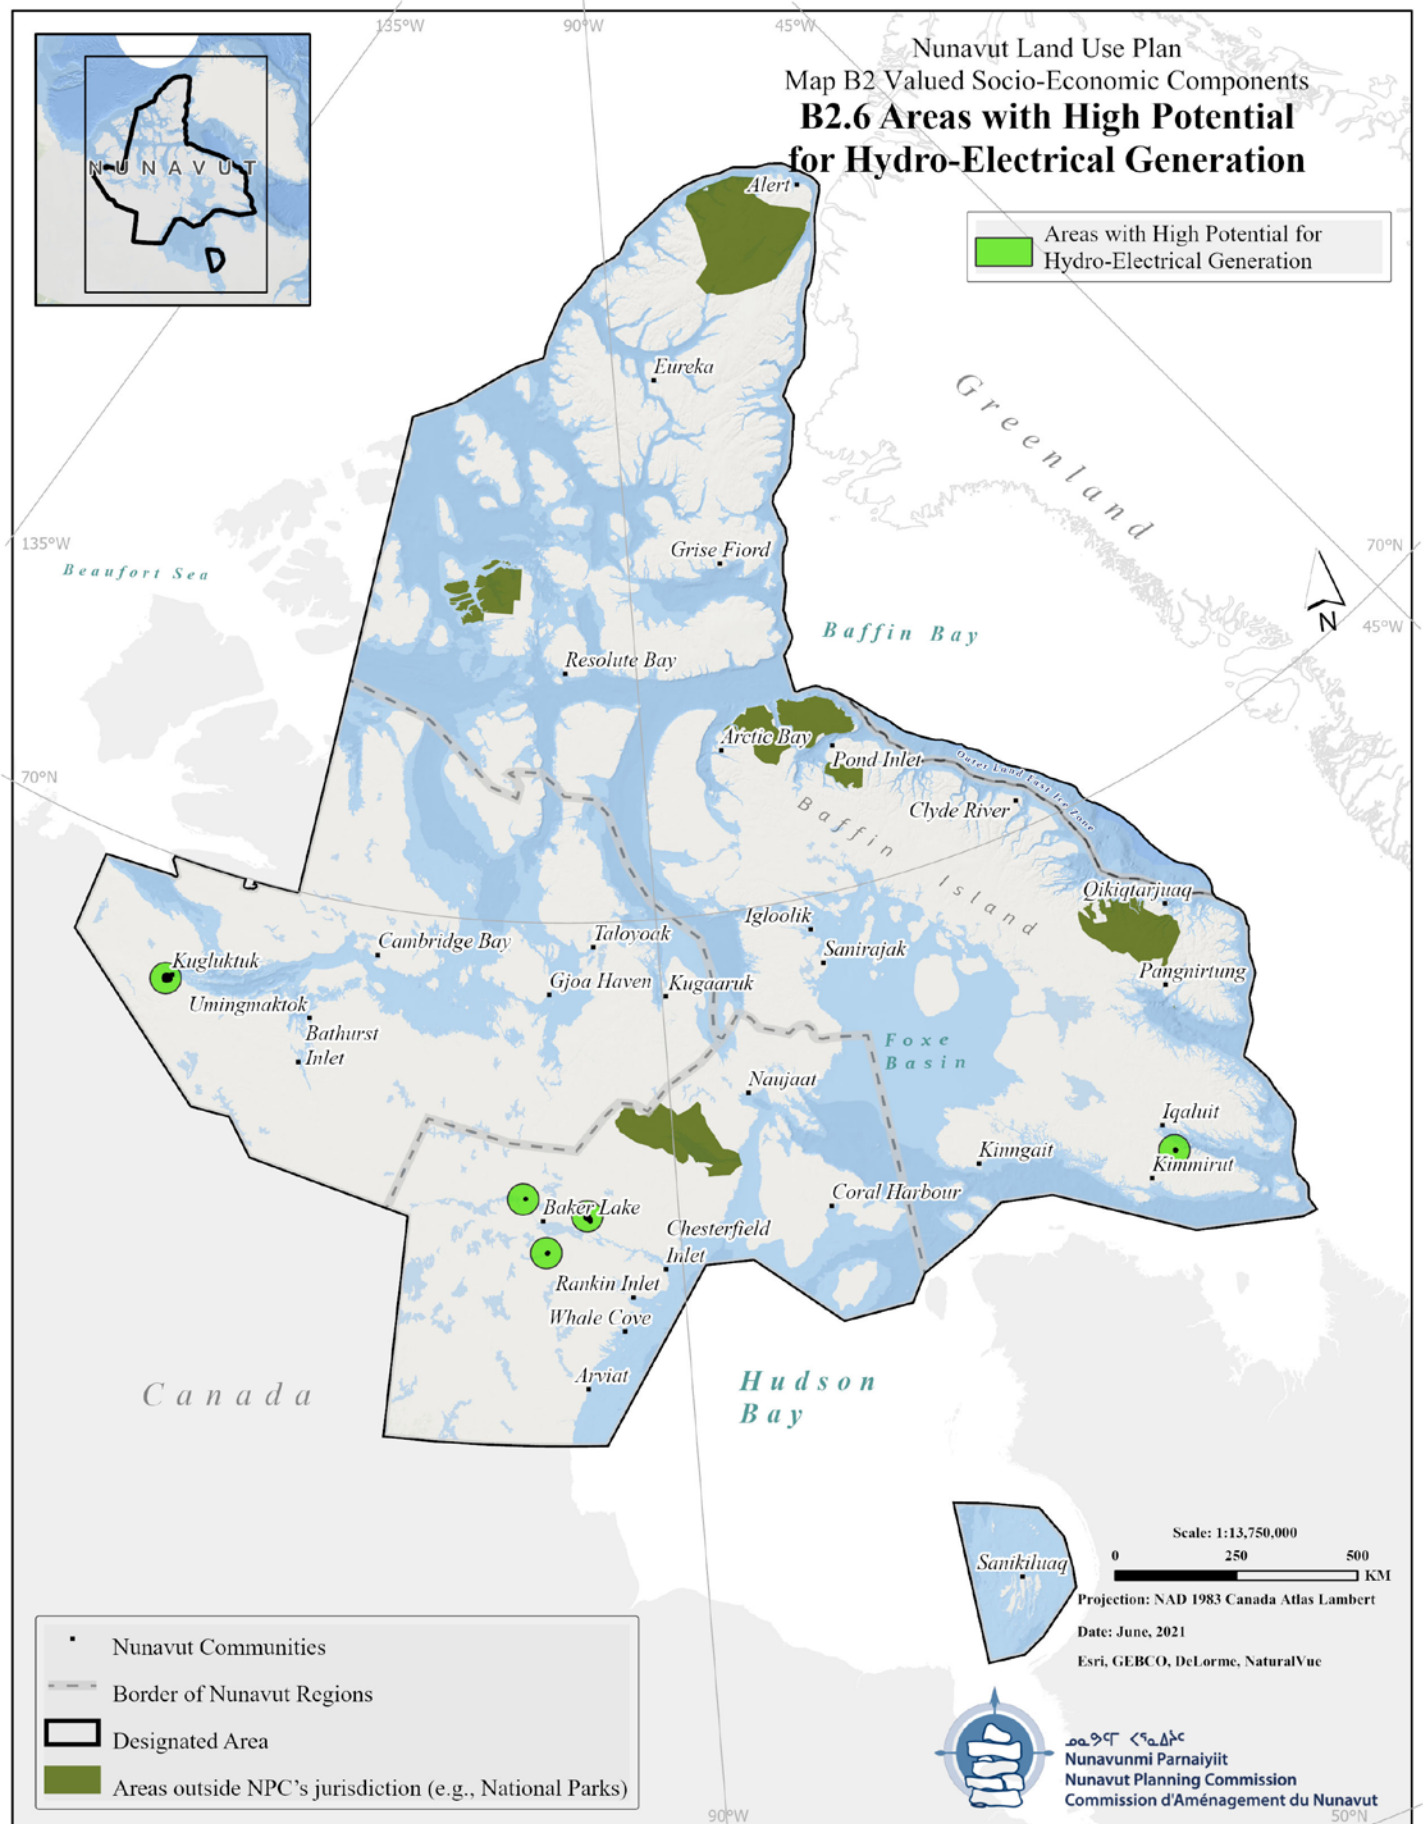 135°W
90°W
45°W
Nunavut Land Use Plan
Map B2 Valued Socio-Economic Components
B2.6 Areas with High Potential
for Hydro-Electrical Generation
NUNAVUT
Areas with High Potential for
Hydro-Electrical Generation
Alert
Eureka
Greenland
135°W
Beaufort Sea
70°N
45°W
N
Grise Fiord
Baffin Bay
Resolute Bay
Arctic Bay
Pond Inlet
Outer Land Fast Ice Zone
70°N
Clyde River
Baffin
Island
Qikiqtarjuaq
Igloolik
Taloyoak
Cambridge Bay
Sanirajak
Kugluktuk
Pangnirtung
Gjoa Haven
Kugaaruk
Umingmaktok
Bathurst
Inlet
Foxe
Basin
Naujaat
Iqaluit
Kinngait
Kimmirut
Coral Harbour
Baker Lake
Chesterfield
Inlet
Rankin Inlet
Whale Cove
Arviat
Canada
Hudson
Bay
Sanikiluaq
Scale: 1:13,750,000
0 250 500
KM
Projection: NAD 1983 Canada Atlas Lambert
Date: June, 2021
Esri, GEBCO, DeLorme, NaturalVue
Nunavut Communities
Border of Nunavut Regions
Designated Area
Areas outside NPC's jurisdiction (e.g., National Parks)
ᓄᓇᕗᒻᒥ ᐸᕐᓇᐃᔨᑦ
Nunavunmi Parnaiyiit
Nunavut Planning Commission
Commission d'Aménagement du Nunavut
90°W
50°N